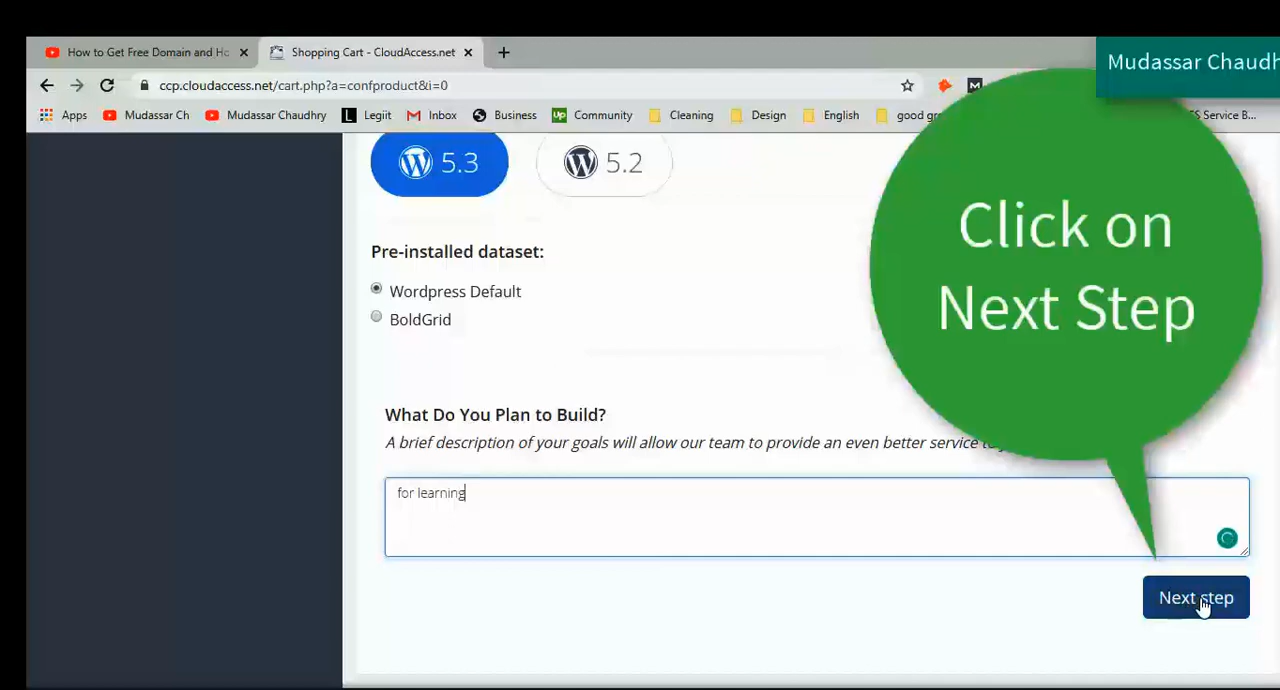 How to Get Free Domain and Ho
Shopping Cart - CloudAccess.net
Mudassar Chaudh
ccp.cloudaccess.net/cart.php?a=confproduct&i=0
M
Apps
Mudassar Ch
Mudassar Chaudhry
L
Legiit
Inbox
Business
Up
Community
Cleaning
Design
English
good gr
S Service B...
5.3
5.2
Click on
Next Step
Pre-installed dataset:
Wordpress Default
BoldGrid
What Do You Plan to Build?
A brief description of your goals will allow our team to provide an even better service
for learning
Next step